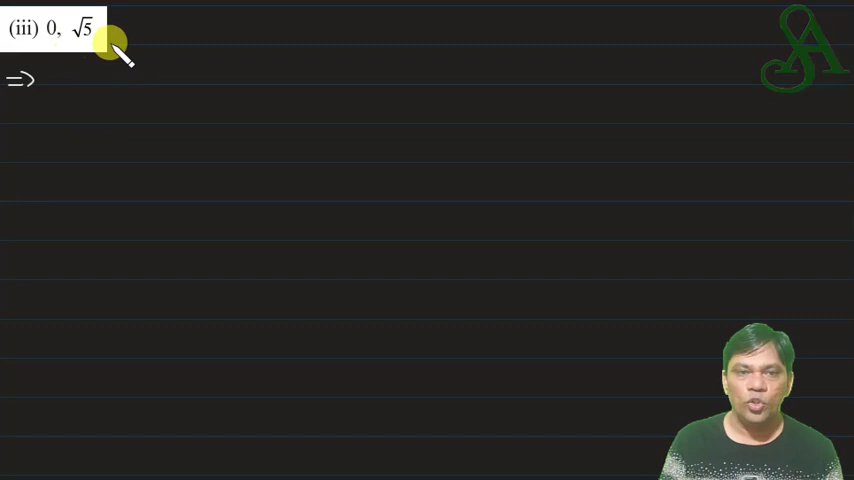 (iii) 0, √5
=>